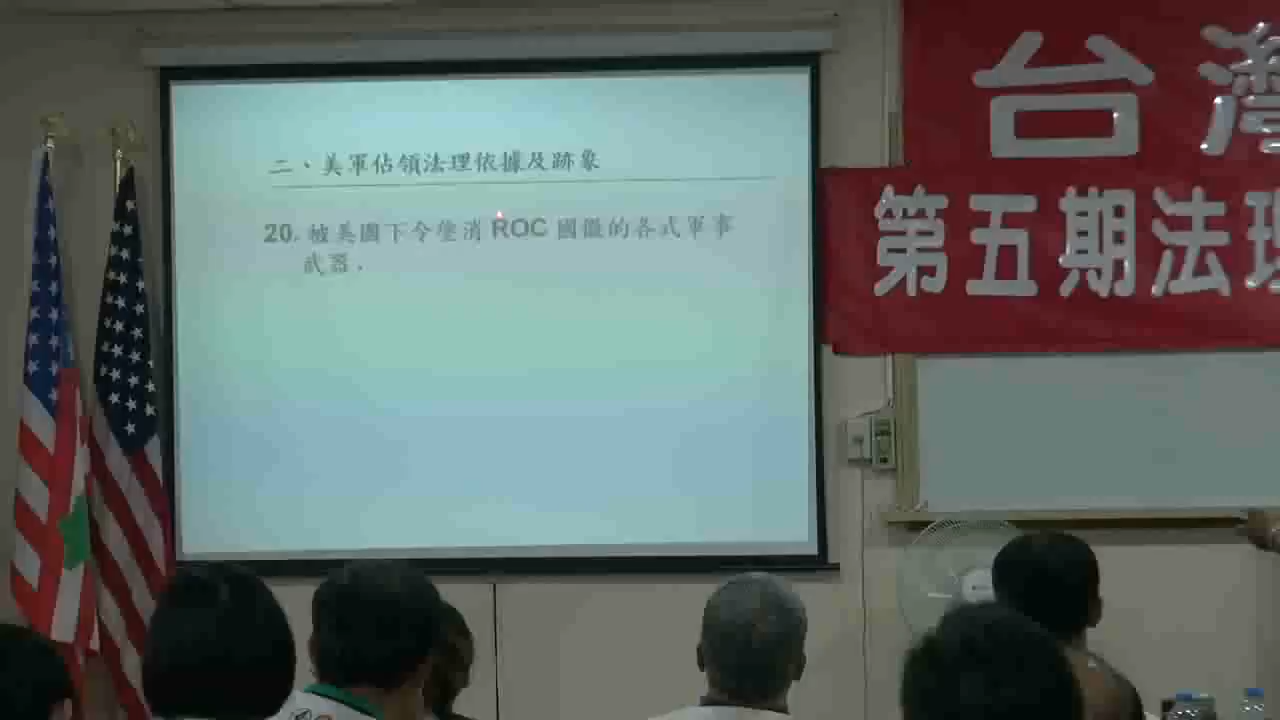 二、美軍佔領法理依據及跡象
20. 被美國下令塗消 ROC 國徽的各式軍事
武器.
台灣
第五期法理